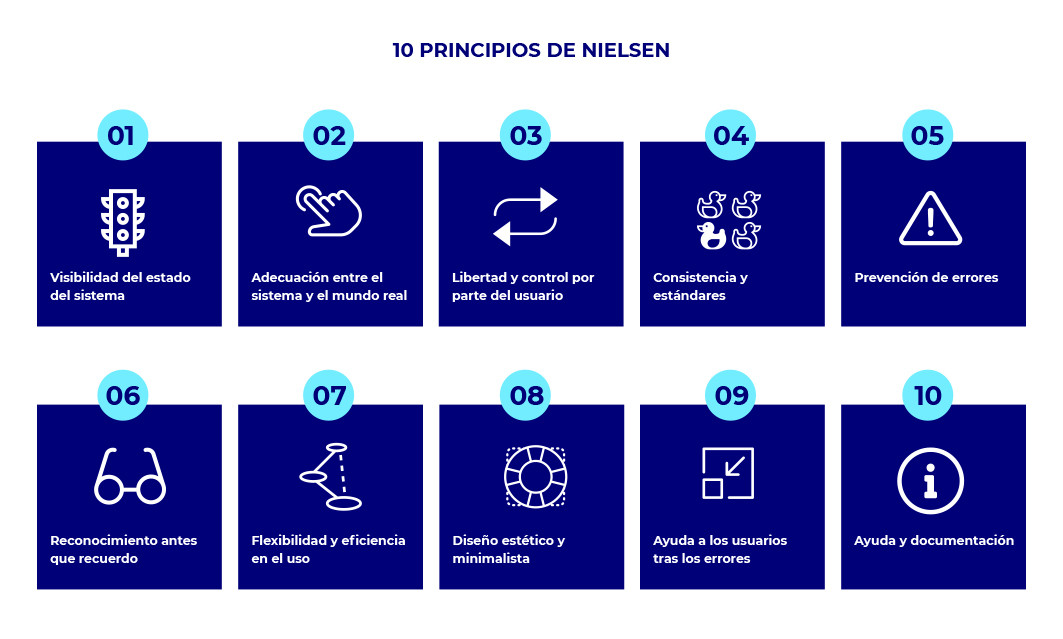 10 PRINCIPIOS DE NIELSEN
01
Visibilidad del estado
del sistema
02
Adecuación entre el
sistema y el mundo real
03
Libertad y control por
parte del usuario
04
Consistencia y
estándares
05
Prevención de errores
06
Reconocimiento antes
que recuerdo
07
Flexibilidad y eficiencia
en el uso
08
Diseño estético y
minimalista
09
Ayuda a los usuarios
tras los errores
10
Ayuda y documentación